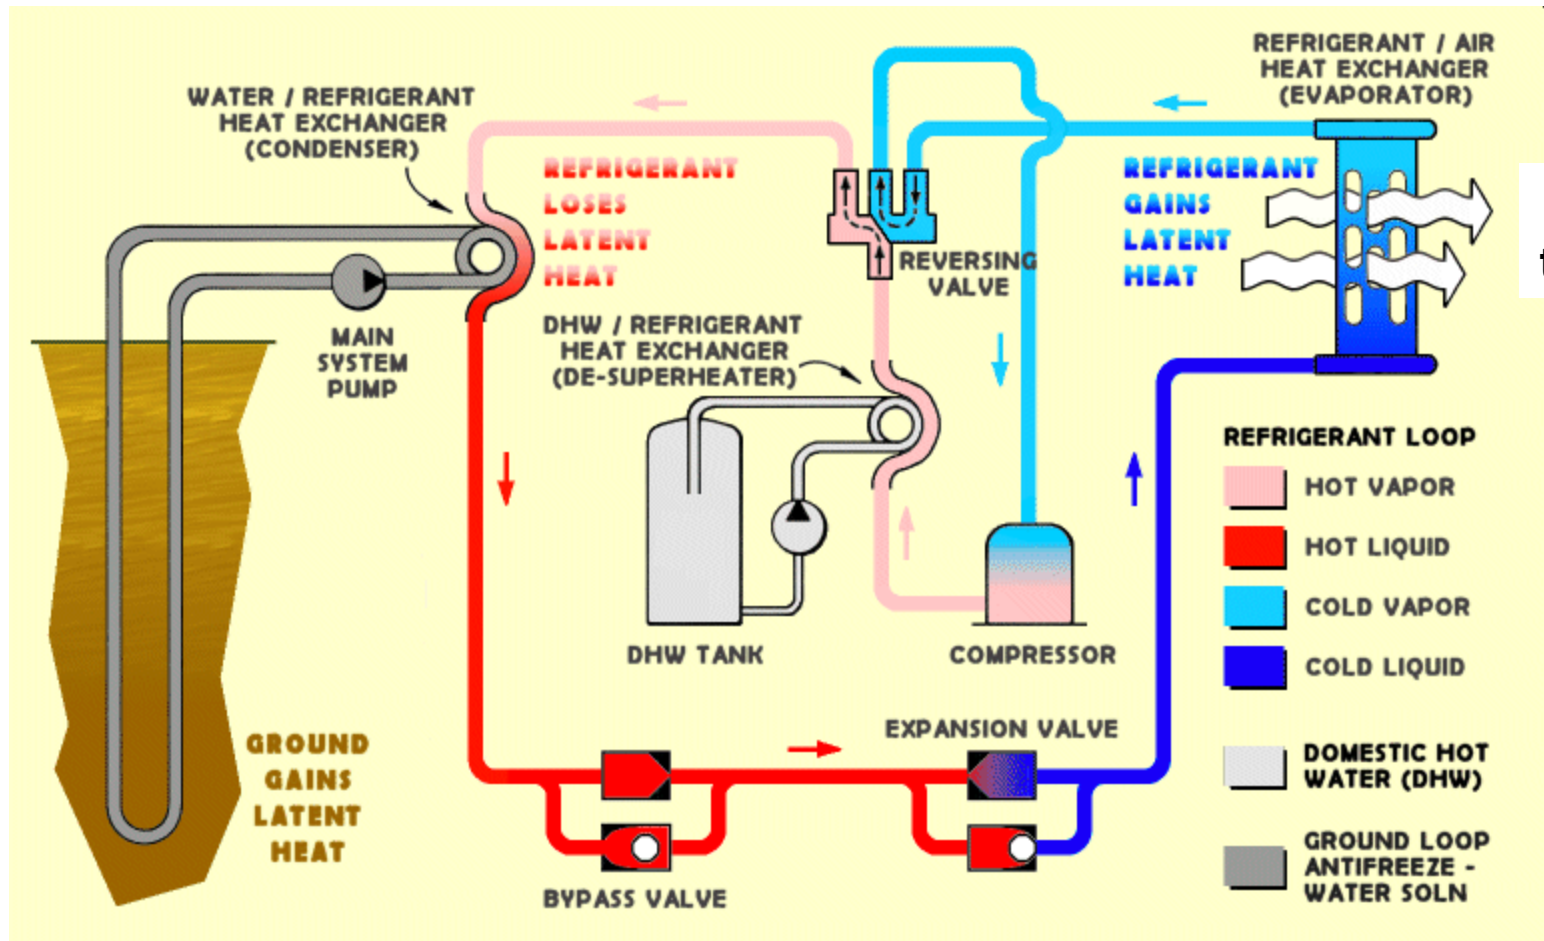 REFRIGERANT / AIR
HEAT EXCHANGER
(EVAPORATOR)
WATER / REFRIGERANT
HEAT EXCHANGER
(CONDENSER)
REFRIGERANT
LOSES
LATENT
HEAT
REFRIGERANT
GAINS
LATENT
HEAT
REVERSING
VALVE
MAIN
SYSTEM
PUMP
DHW / REFRIGERANT
HEAT EXCHANGER
(DE-SUPERHEATER)
DHW TANK
COMPRESSOR
REFRIGERANT LOOP
HOT VAPOR
HOT LIQUID
COLD VAPOR
COLD LIQUID
DOMESTIC HOT
WATER (DHW)
GROUND LOOP
ANTIFREEZE -
WATER SOLN
GROUND
GAINS
LATENT
HEAT
EXPANSION VALVE
BYPASS VALVE